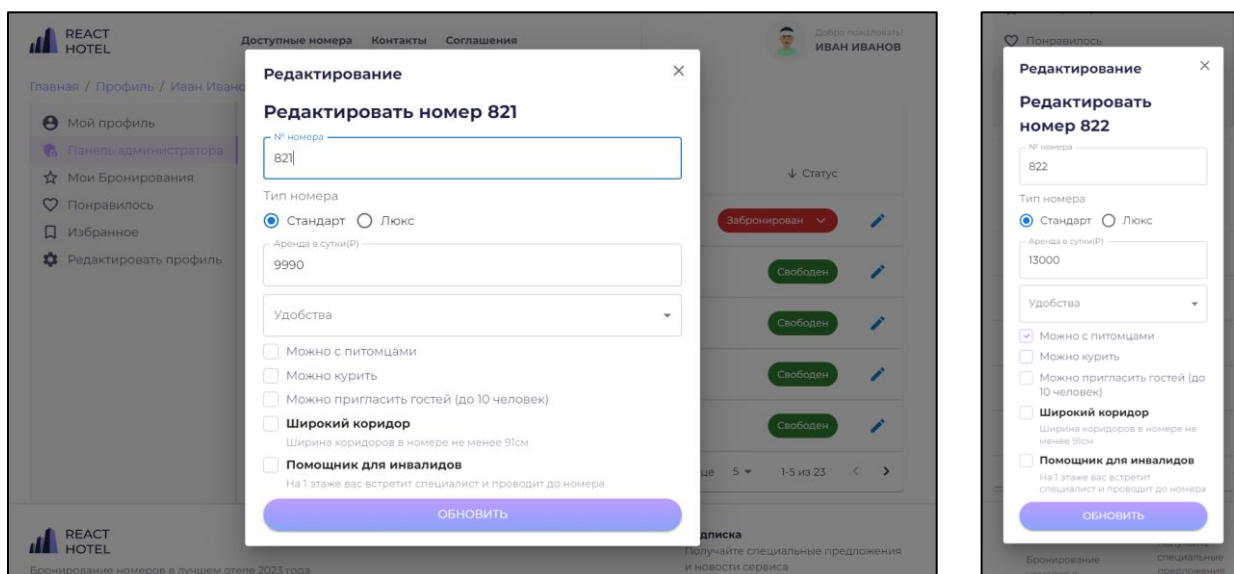 REACT
HOTEL
Доступные номера Контакты Соглашения
Добро пожаловать!
ИВАН ИВАНОВ
Главная / Профиль / Иван Ивано
Мой профиль
Панель администратора
Мои Бронирования
Понравилось
Избранное
Редактировать профиль
Редактирование
Редактировать номер 821
№ номера
821
Тип номера
Стандарт Люкс
Аренда в сутки(₽)
9990
Удобства
Можно с питомцами
Можно курить
Можно пригласить гостей (до 10 человек)
Широкий коридор
Ширина коридоров в номере не менее 91см
Помощник для инвалидов
На 1 этаже вас встретит специалист и проводит до номера
ОБНОВИТЬ
Статус
Забронирован
Свободен
Свободен
Свободен
Свободен
це 5 1-5 из 23
REACT
HOTEL
Бронирование номеров в лучшем отеле 2023 года
дписка
Получайте специальные предложения
и новости сервиса
Понравилось
Редактирование
Редактировать
номер 822
№ номера
822
Тип номера
Стандарт Люкс
Аренда в сутки(₽)
13000
Удобства
Можно с питомцами
Можно курить
Можно пригласить гостей (до
10 человек)
Широкий коридор
Ширина коридоров в номере не
менее 91см
Помощник для инвалидов
На 1 этаже вас встретит
специалист и проводит до номера
ОБНОВИТЬ
Бронирование
специальные
предложения